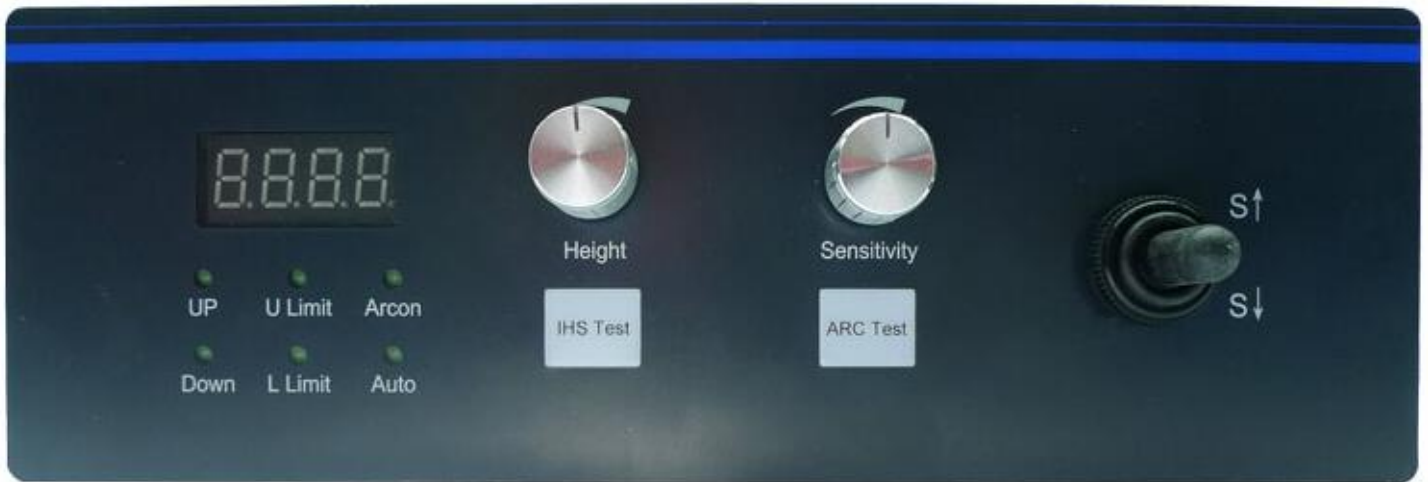 8.8.8.8.
Height
Sensitivity
S↑
S↓
UP U Limit Arcon
Down L Limit Auto
IHS Test
ARC Test